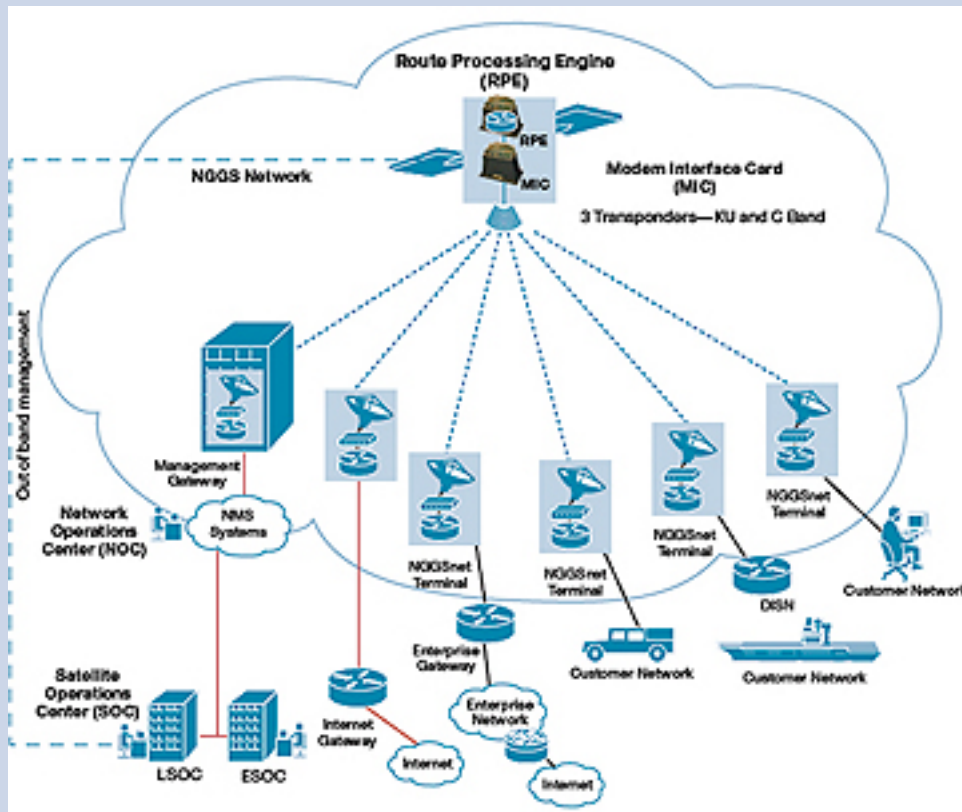 Route Processing Engine
(RPE)
RPE
MIC
NGGS Network
Modem Interface Card
(MIC)
3 Transponders—KU and C Band
Out of band management
Management
Gateway
Network
Operations
Center (NOC)
NMS
Systems
NGGSnet
Terminal
NGGSnet
Terminal
NGGSnet
Terminal
NGGSnet
Terminal
DISN
Customer Network
Enterprise
Gateway
Customer Network
Customer Network
Satellite
Operations
Center (SOC)
LSOC
ESOC
Internet
Gateway
Internet
Enterprise
Network
Internet